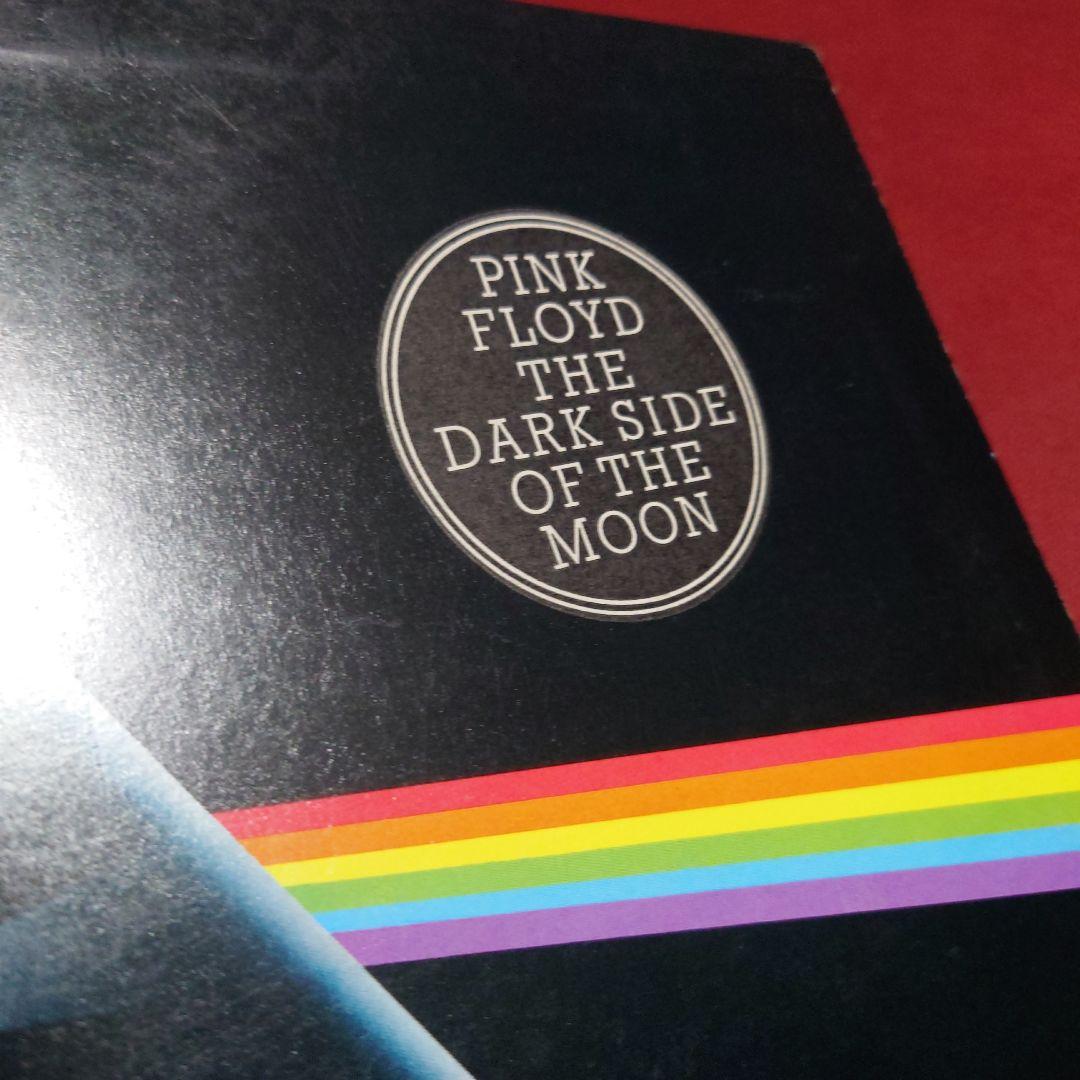 PINK
FLOYD
THE
DARK SIDE
OF THE
MOON